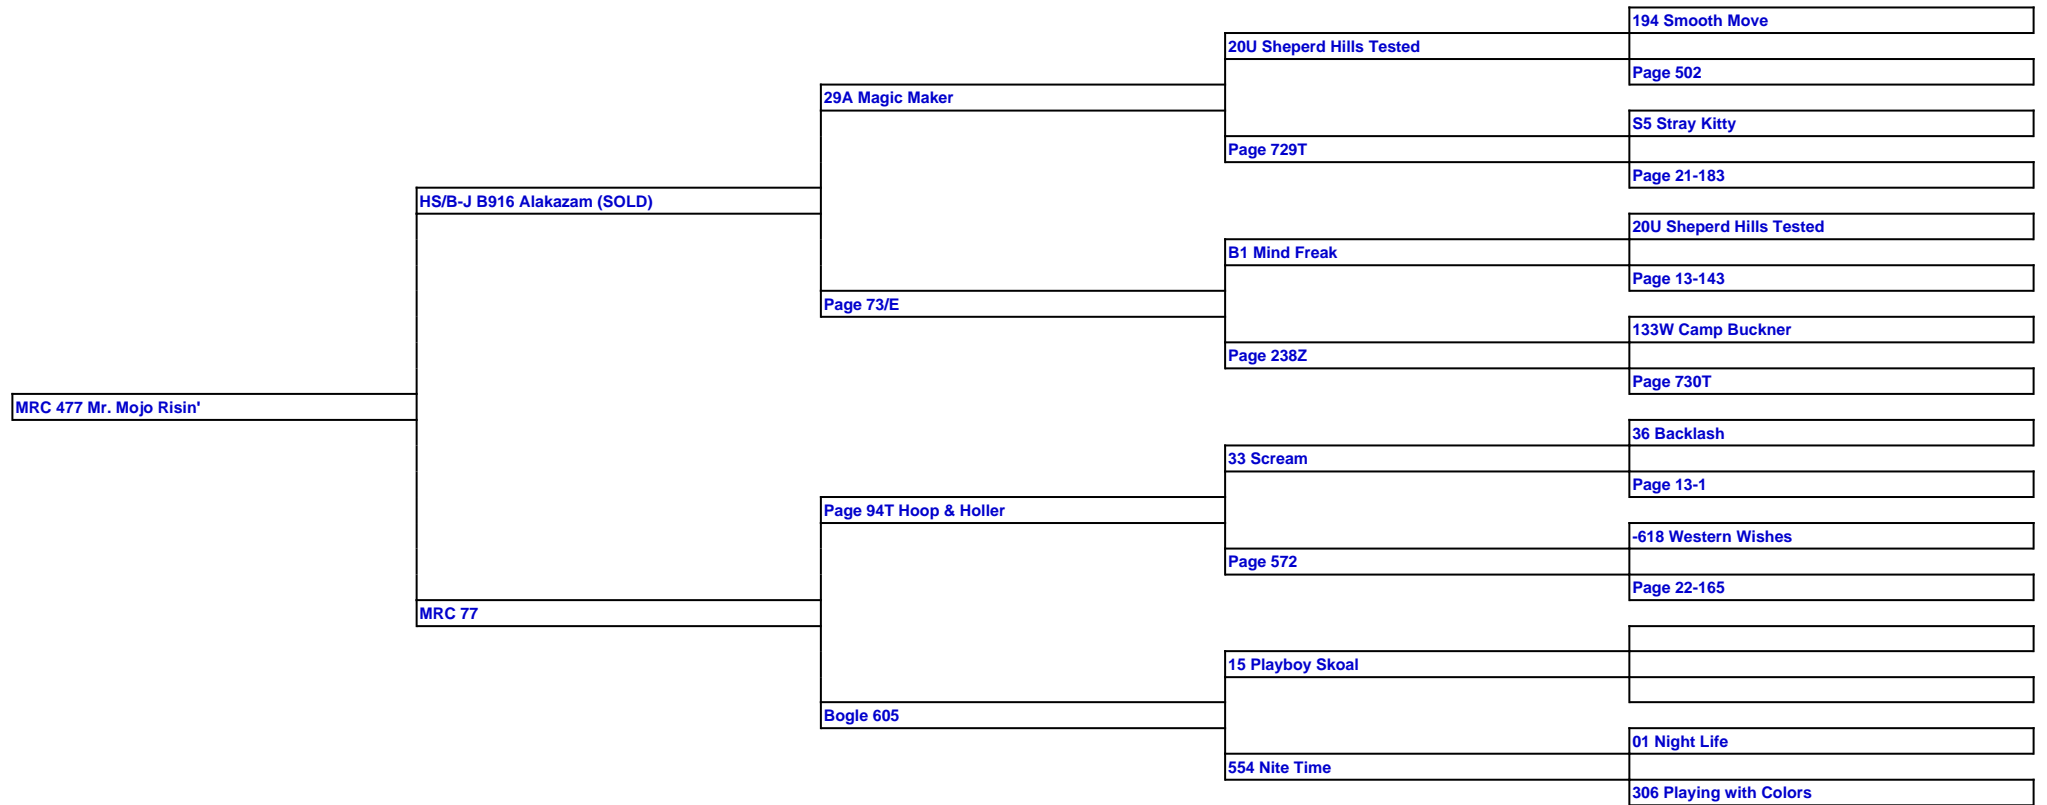 194 Smooth Move
20U Sheperd Hills Tested
Page 502
29A Magic Maker
S5 Stray Kitty
Page 729T
Page 21-183
HS/B-J B916 Alakazam (SOLD)
20U Sheperd Hills Tested
B1 Mind Freak
Page 13-143
Page 73/E
133W Camp Buckner
Page 238Z
Page 730T
MRC 477 Mr. Mojo Risin'
36 Backlash
33 Scream
Page 13-1
Page 94T Hoop & Holler
-618 Western Wishes
Page 572
Page 22-165
MRC 77
15 Playboy Skoal
Bogle 605
01 Night Life
554 Nite Time
306 Playing with Colors